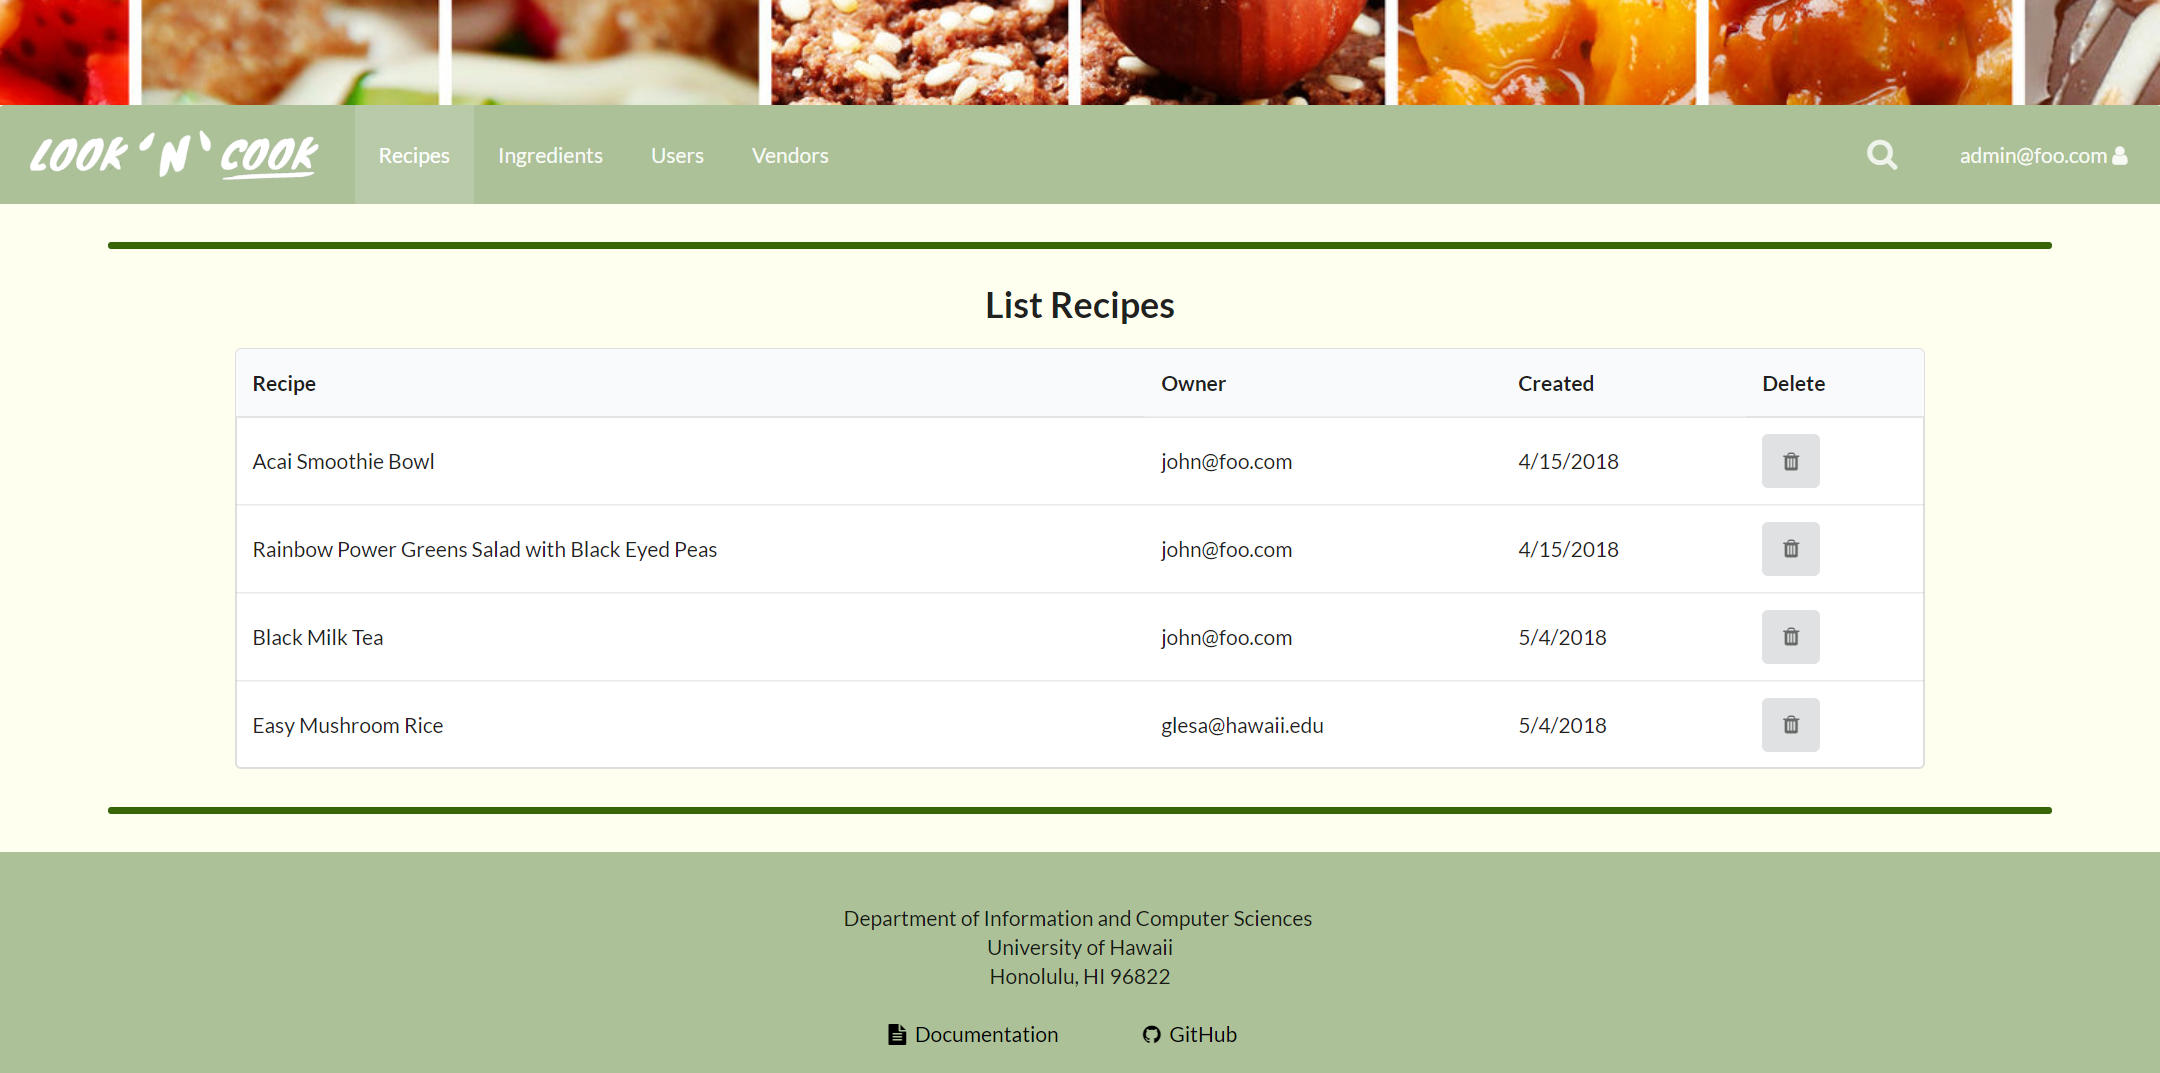 LOOK 'N' COOK Recipes Ingredients Users Vendors admin@foo.com
List Recipes
Recipe Owner Created Delete
Acai Smoothie Bowl john@foo.com 4/15/2018
Rainbow Power Greens Salad with Black Eyed Peas john@foo.com 4/15/2018
Black Milk Tea john@foo.com 5/4/2018
Easy Mushroom Rice glesa@hawaii.edu 5/4/2018
Department of Information and Computer Sciences
University of Hawaii
Honolulu, HI 96822
Documentation GitHub